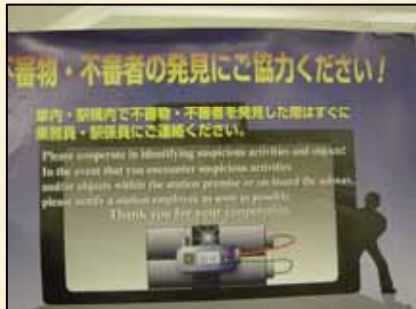 不審物・不審者の発見にご協力ください！
車内・駅構内で不審物・不審者を発見した際はすぐに
乗務員・駅係員にご連絡ください。
Please cooperate in identifying suspicious activities and objects!
In the event that you encounter suspicious activities
and/or objects within the station premise or on-board the subway,
please notify a station employee as soon as possible.
Thank you for your cooperation.